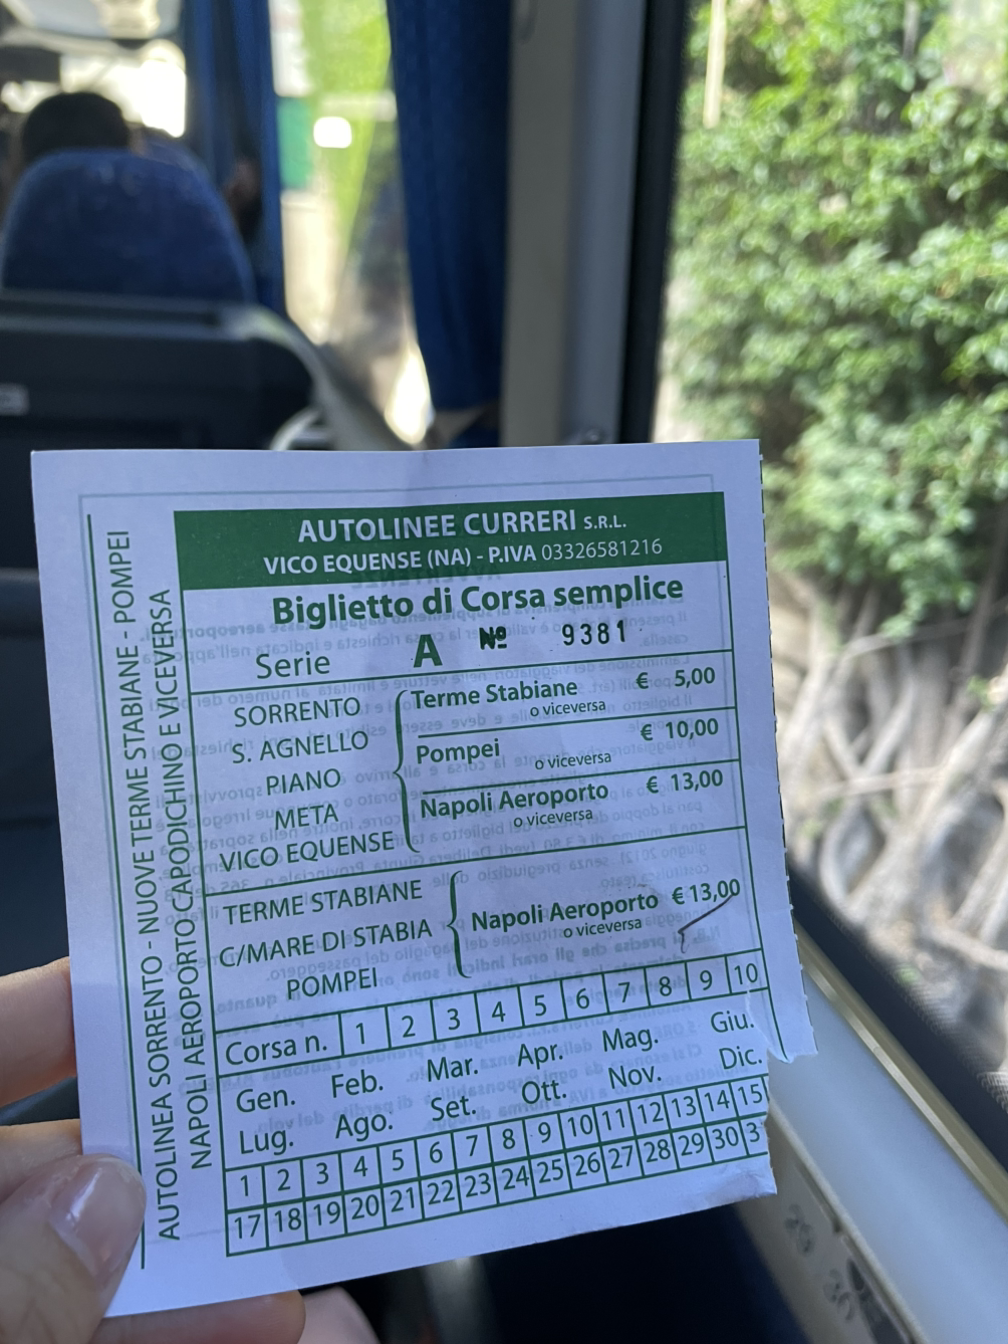 AUTOLINEA SORRENTO - NUOVE TERME STABIANE - POMPEI
NAPOLI AEROPORTO CAPODICHINO E VICEVERSA
AUTOLINEE CURRERI S.R.L.
VICO EQUENSE (NA) - P.IVA 03326581216
Biglietto di Corsa semplice
Serie A Nº 9381
SORRENTO
S. AGNELLO
PIANO
META
VICO EQUENSE
Terme Stabiane € 5,00
o viceversa
Pompei € 10,00
o viceversa
Napoli Aeroporto € 13,00
o viceversa
TERME STABIANE
C/MARE DI STABIA
POMPEI
Napoli Aeroporto € 13,00
o viceversa
Corsa n. 1 2 3 4 5 6 7 8 9 10
Gen. Feb. Mar. Apr. Mag. Giu.
Lug. Ago. Set. Ott. Nov. Dic.
1 2 3 4 5 6 7 8 9 10 11 12 13 14 15
17 18 19 20 21 22 23 24 25 26 27 28 29 30 3
29
30